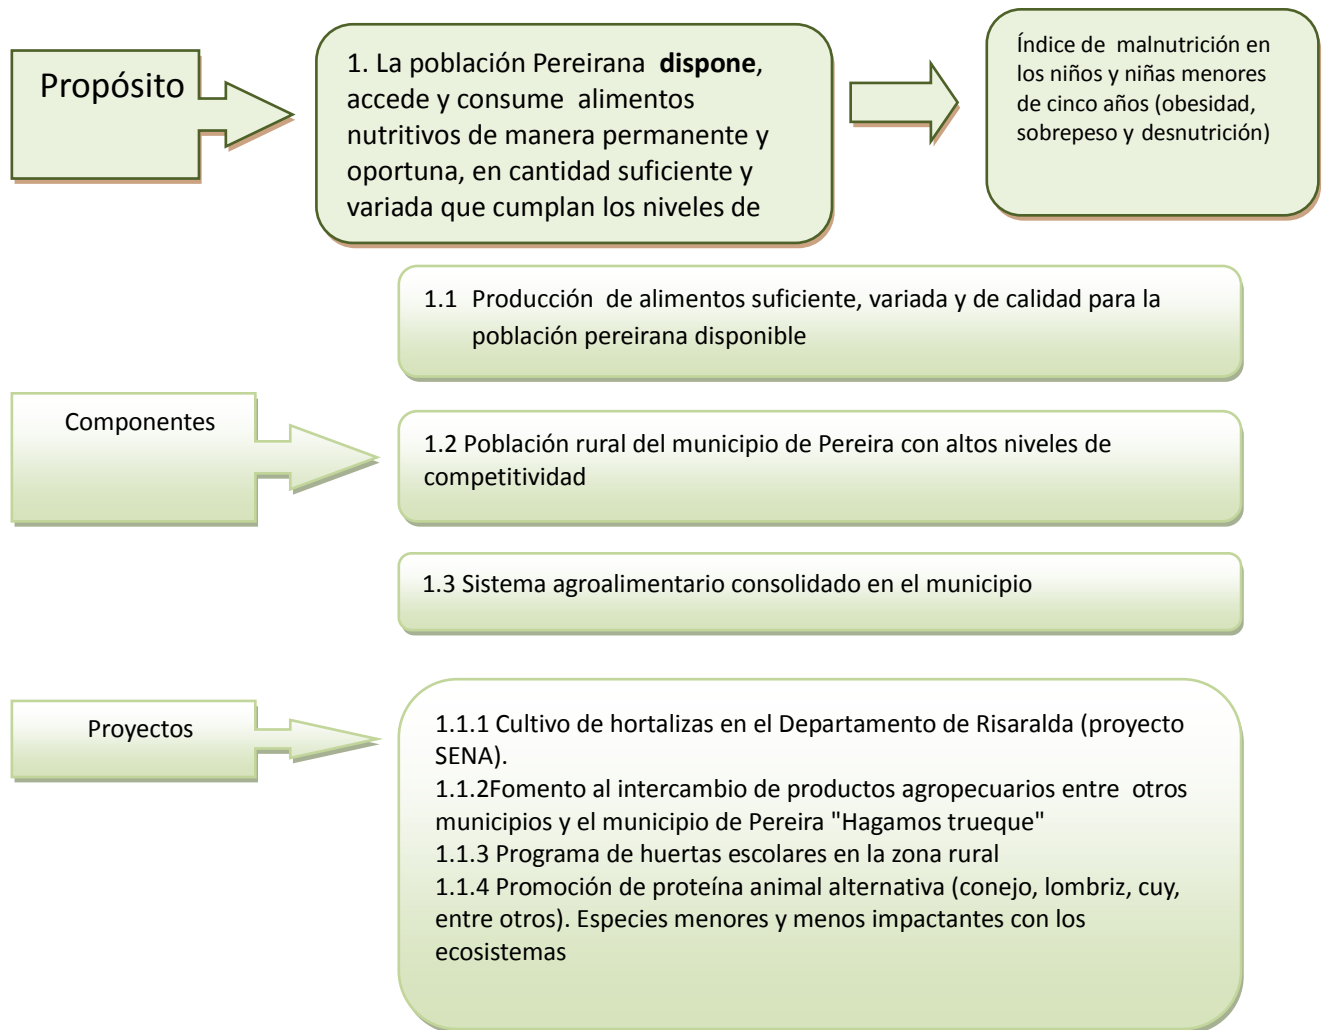 Propósito
1. La población Pereirana dispone,
accede y consume alimentos
nutritivos de manera permanente y
oportuna, en cantidad suficiente y
variada que cumplan los niveles de
Índice de malnutrición en
los niños y niñas menores
de cinco años (obesidad,
sobrepeso y desnutrición)
1.1 Producción de alimentos suficiente, variada y de calidad para la
población pereirana disponible
Componentes
1.2 Población rural del municipio de Pereira con altos niveles de
competitividad
1.3 Sistema agroalimentario consolidado en el municipio
Proyectos
1.1.1 Cultivo de hortalizas en el Departamento de Risaralda (proyecto
SENA).
1.1.2Fomento al intercambio de productos agropecuarios entre otros
municipios y el municipio de Pereira "Hagamos trueque"
1.1.3 Programa de huertas escolares en la zona rural
1.1.4 Promoción de proteína animal alternativa (conejo, lombriz, cuy,
entre otros). Especies menores y menos impactantes con los
ecosistemas